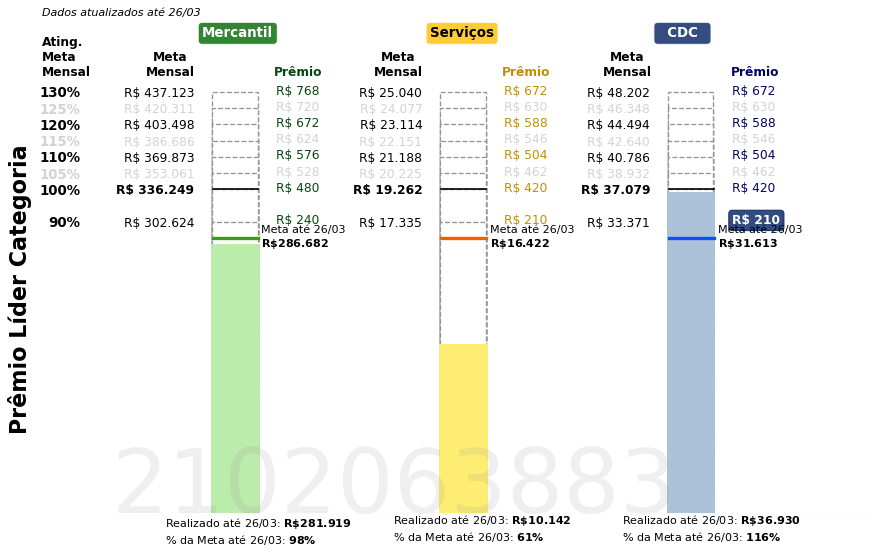 Dados atualizados até 26/03
Mercantil Serviços CDC
Ating.
Meta
Mensal
Meta
Mensal Prêmio
Meta
Mensal Prêmio
Meta
Mensal Prêmio
130% R$ 437.123 R$ 768 R$ 25.040 R$ 672 R$ 48.202 R$ 672
125% R$ 420.311 R$ 720 R$ 24.077 R$ 630 R$ 46.348 R$ 630
120% R$ 403.498 R$ 672 R$ 23.114 R$ 588 R$ 44.494 R$ 588
115% R$ 386.686 R$ 624 R$ 22.151 R$ 546 R$ 42.640 R$ 546
110% R$ 369.873 R$ 576 R$ 21.188 R$ 504 R$ 40.786 R$ 504
105% R$ 353.061 R$ 528 R$ 20.225 R$ 462 R$ 38.932 R$ 462
100% R$ 336.249 R$ 480 R$ 19.262 R$ 420 R$ 37.079 R$ 420
90% R$ 302.624 R$ 240 R$ 17.335 R$ 210 R$ 33.371 R$ 210
Meta até 26/03 Meta até 26/03 Meta até 26/03
R$286.682 R$16.422 R$31.613
Prêmio Líder Categoria
2102063883
Realizado até 26/03: R$281.919 Realizado até 26/03: R$10.142 Realizado até 26/03: R$36.930
% da Meta até 26/03: 98% % da Meta até 26/03: 61% % da Meta até 26/03: 116%